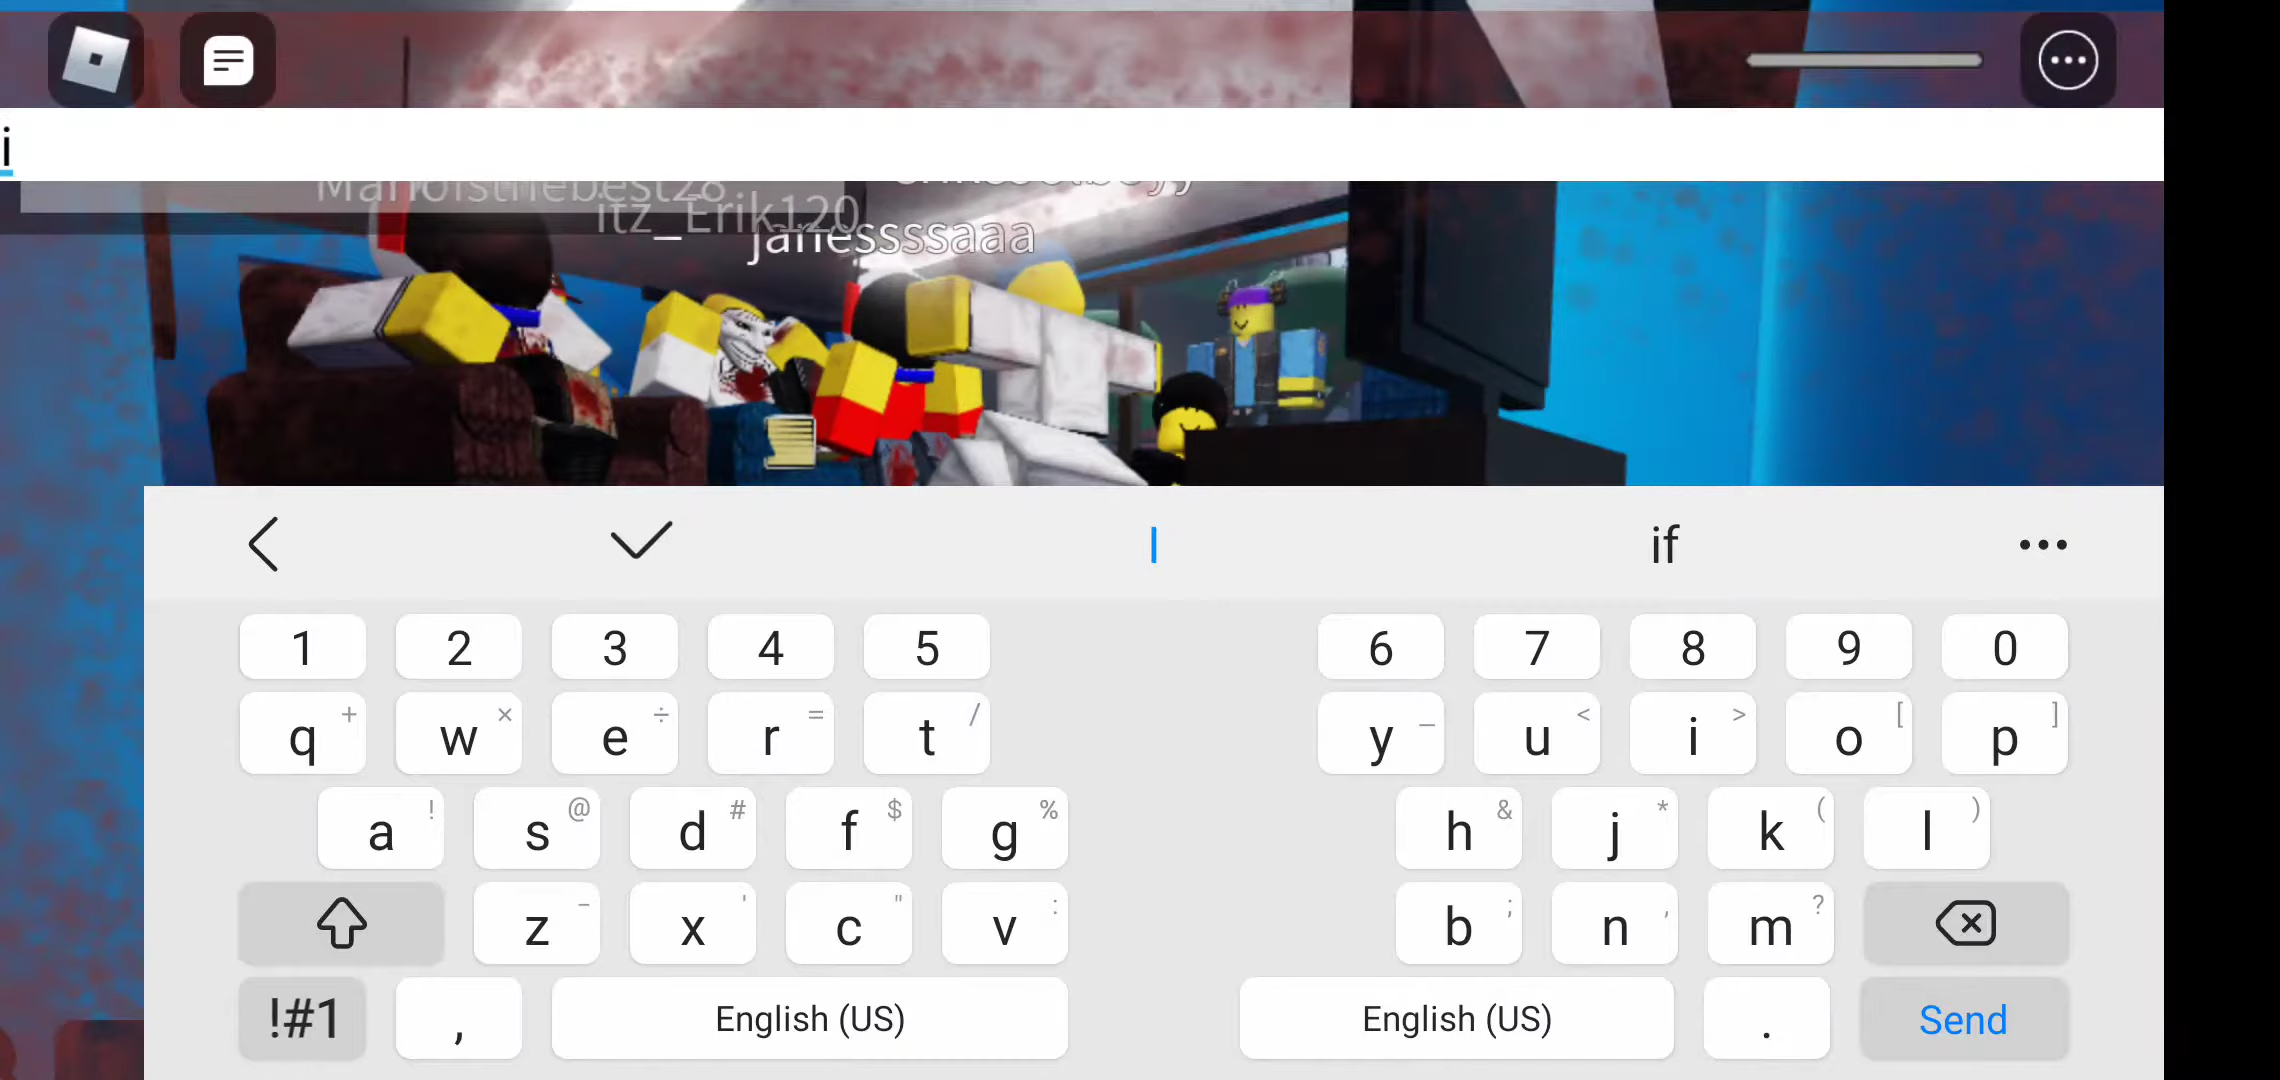 i
Mariofsthebest28
itz_Erik120
janessssaaa
I
if
1 2 3 4 5 6 7 8 9 0
q + w × e ÷ r = t / y _ u < i > o [ p ]
a ! s @ d # f $ g % h & j * k ( l )
z - x ' c " v : b ; n , m ?
!#1 , English (US) English (US) . Send